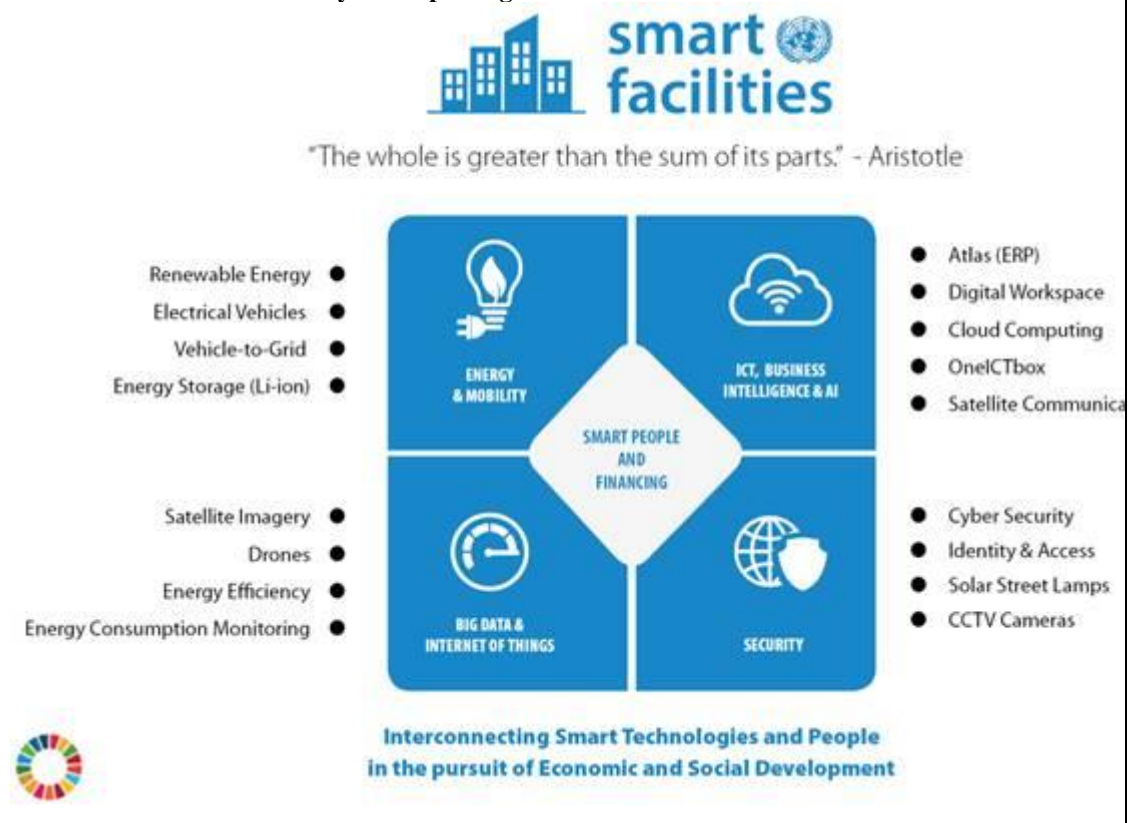 smart
facilities
"The whole is greater than the sum of its parts." - Aristotle
Renewable Energy
Electrical Vehicles
Vehicle-to-Grid
Energy Storage (Li-ion)
ENERGY
& MOBILITY
ICT, BUSINESS
INTELLIGENCE & AI
Atlas (ERP)
Digital Workspace
Cloud Computing
OneICTbox
Satellite Communica
SMART PEOPLE
AND
FINANCING
Satellite Imagery
Drones
Energy Efficiency
Energy Consumption Monitoring
BIG DATA &
INTERNET OF THINGS
SECURITY
Cyber Security
Identity & Access
Solar Street Lamps
CCTV Cameras
Interconnecting Smart Technologies and People
in the pursuit of Economic and Social Development